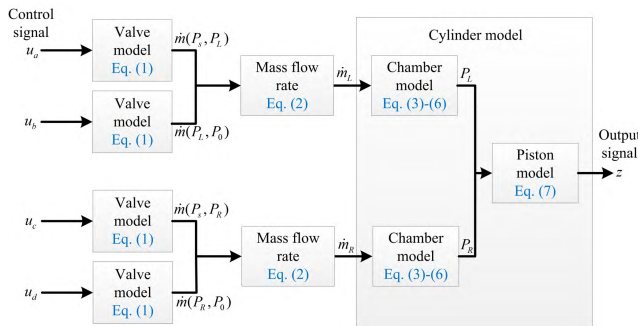 Control signal
u_a
Valve model
Eq. (1)
ṁ(P_s, P_L)
u_b
Valve model
Eq. (1)
ṁ(P_L, P_0)
Mass flow rate
Eq. (2)
ṁ_L
Cylinder model
Chamber model
Eq. (3)-(6)
P_L
u_c
Valve model
Eq. (1)
ṁ(P_s, P_R)
u_d
Valve model
Eq. (1)
ṁ(P_R, P_0)
Mass flow rate
Eq. (2)
ṁ_R
Chamber model
Eq. (3)-(6)
P_R
Piston model
Eq. (7)
Output signal
z